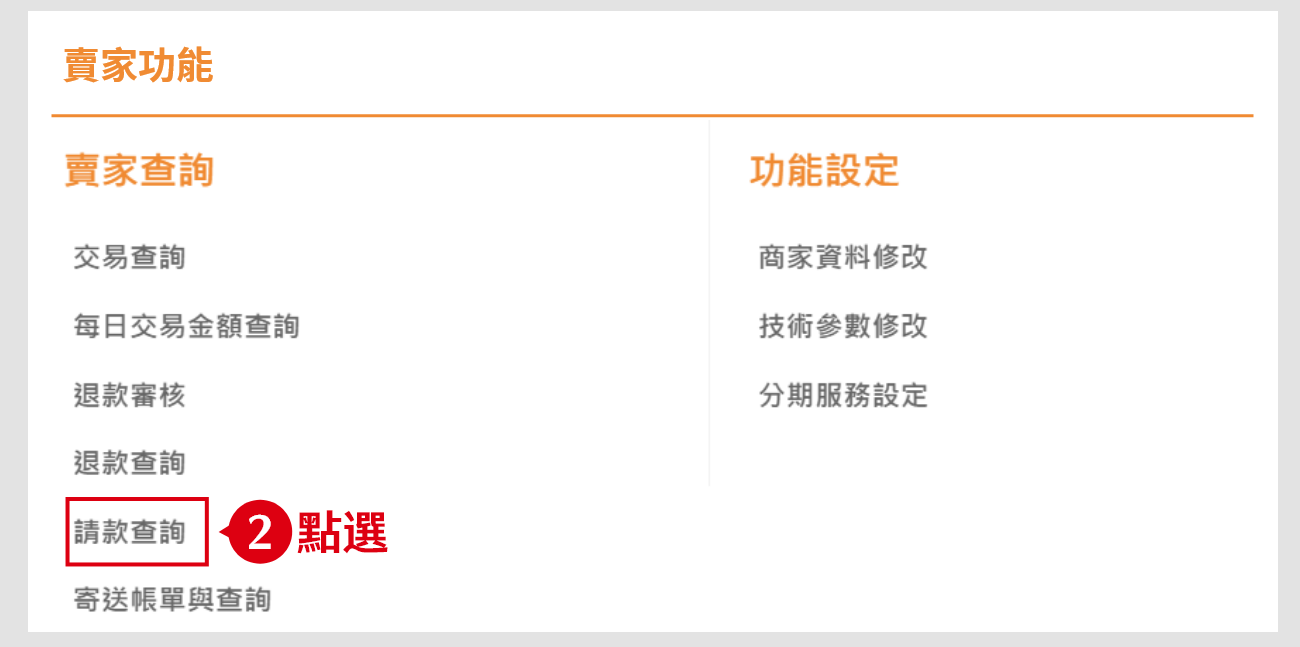 賣家功能
賣家查詢
交易查詢
每日交易金額查詢
退款審核
退款查詢
請款查詢
2 點選
寄送帳單與查詢
功能設定
商家資料修改
技術參數修改
分期服務設定